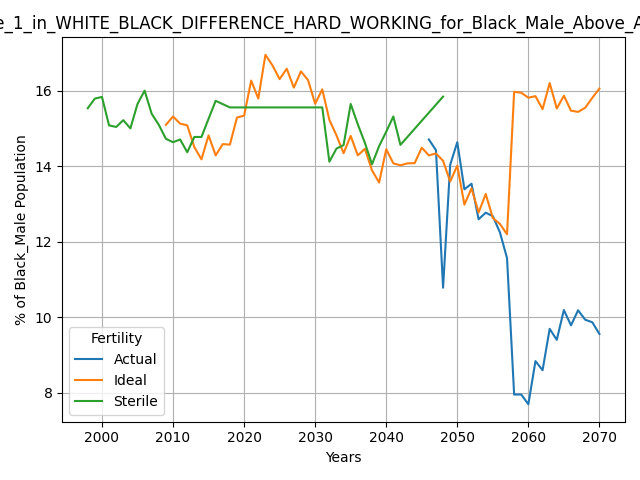 e_1_in_WHITE_BLACK_DIFFERENCE_HARD_WORKING_for_Black_Male_Above_A
% of Black_Male Population
16
14
12
10
8
Fertility
Actual
Ideal
Sterile
2000 2010 2020 2030 2040 2050 2060 2070
Years